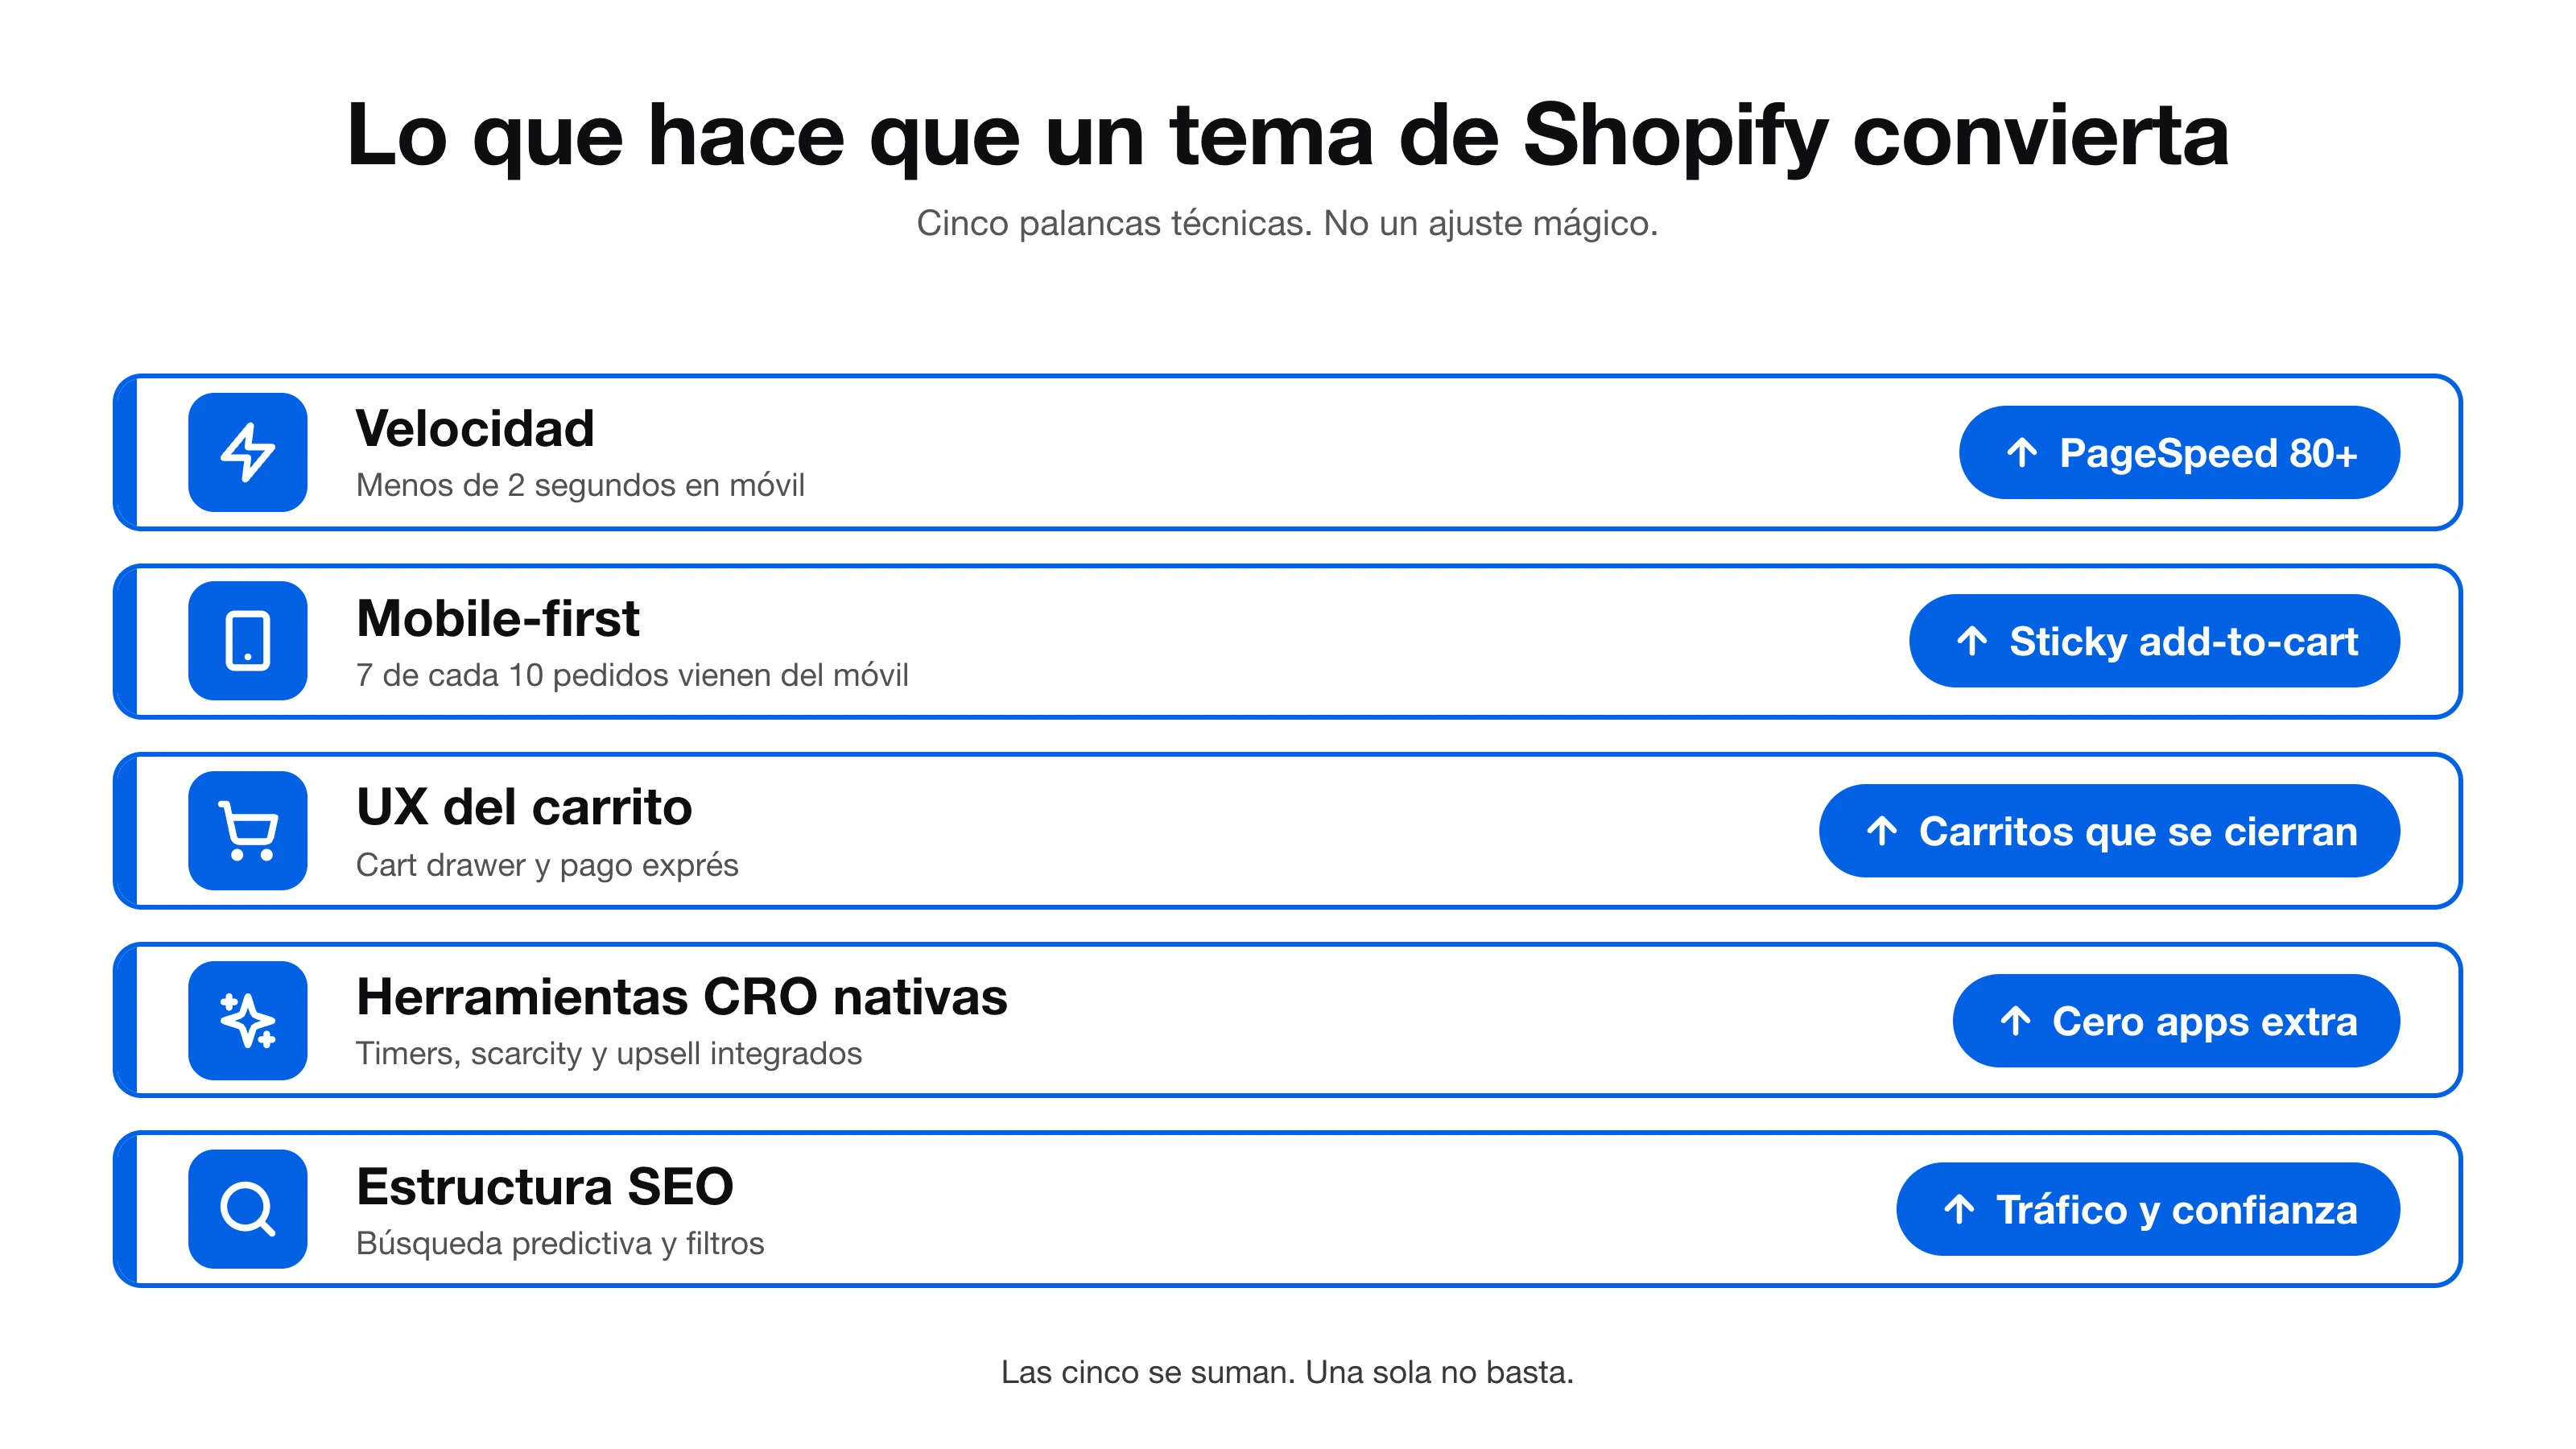 Lo que hace que un tema de Shopify convierta
Cinco palancas técnicas. No un ajuste mágico.
Velocidad
Menos de 2 segundos en móvil
↑ PageSpeed 80+
Mobile-first
7 de cada 10 pedidos vienen del móvil
↑ Sticky add-to-cart
UX del carrito
Cart drawer y pago exprés
↑ Carritos que se cierran
Herramientas CRO nativas
Timers, scarcity y upsell integrados
↑ Cero apps extra
Estructura SEO
Búsqueda predictiva y filtros
↑ Tráfico y confianza
Las cinco se suman. Una sola no basta.